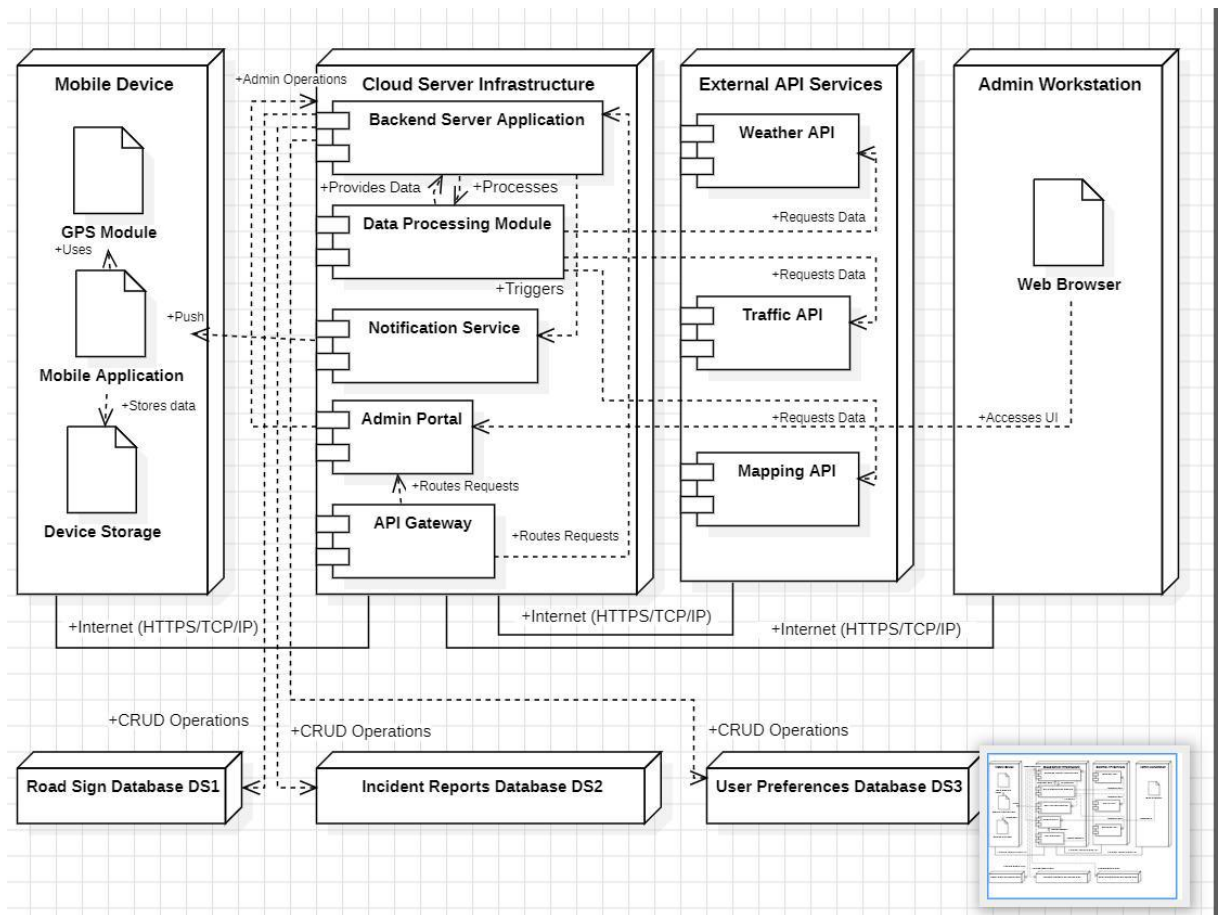 Mobile Device
GPS Module
+Uses
Mobile Application
+Stores data
Device Storage
+Push
+Admin Operations
Cloud Server Infrastructure
Backend Server Application
+Provides Data
+Processes
Data Processing Module
+Triggers
Notification Service
Admin Portal
+Routes Requests
API Gateway
+Routes Requests
External API Services
Weather API
+Requests Data
+Requests Data
Traffic API
+Requests Data
Mapping API
Admin Workstation
Web Browser
+Accesses UI
+Internet (HTTPS/TCP/IP)
+Internet (HTTPS/TCP/IP)
+Internet (HTTPS/TCP/IP)
+CRUD Operations
+CRUD Operations
+CRUD Operations
Road Sign Database DS1
Incident Reports Database DS2
User Preferences Database DS3